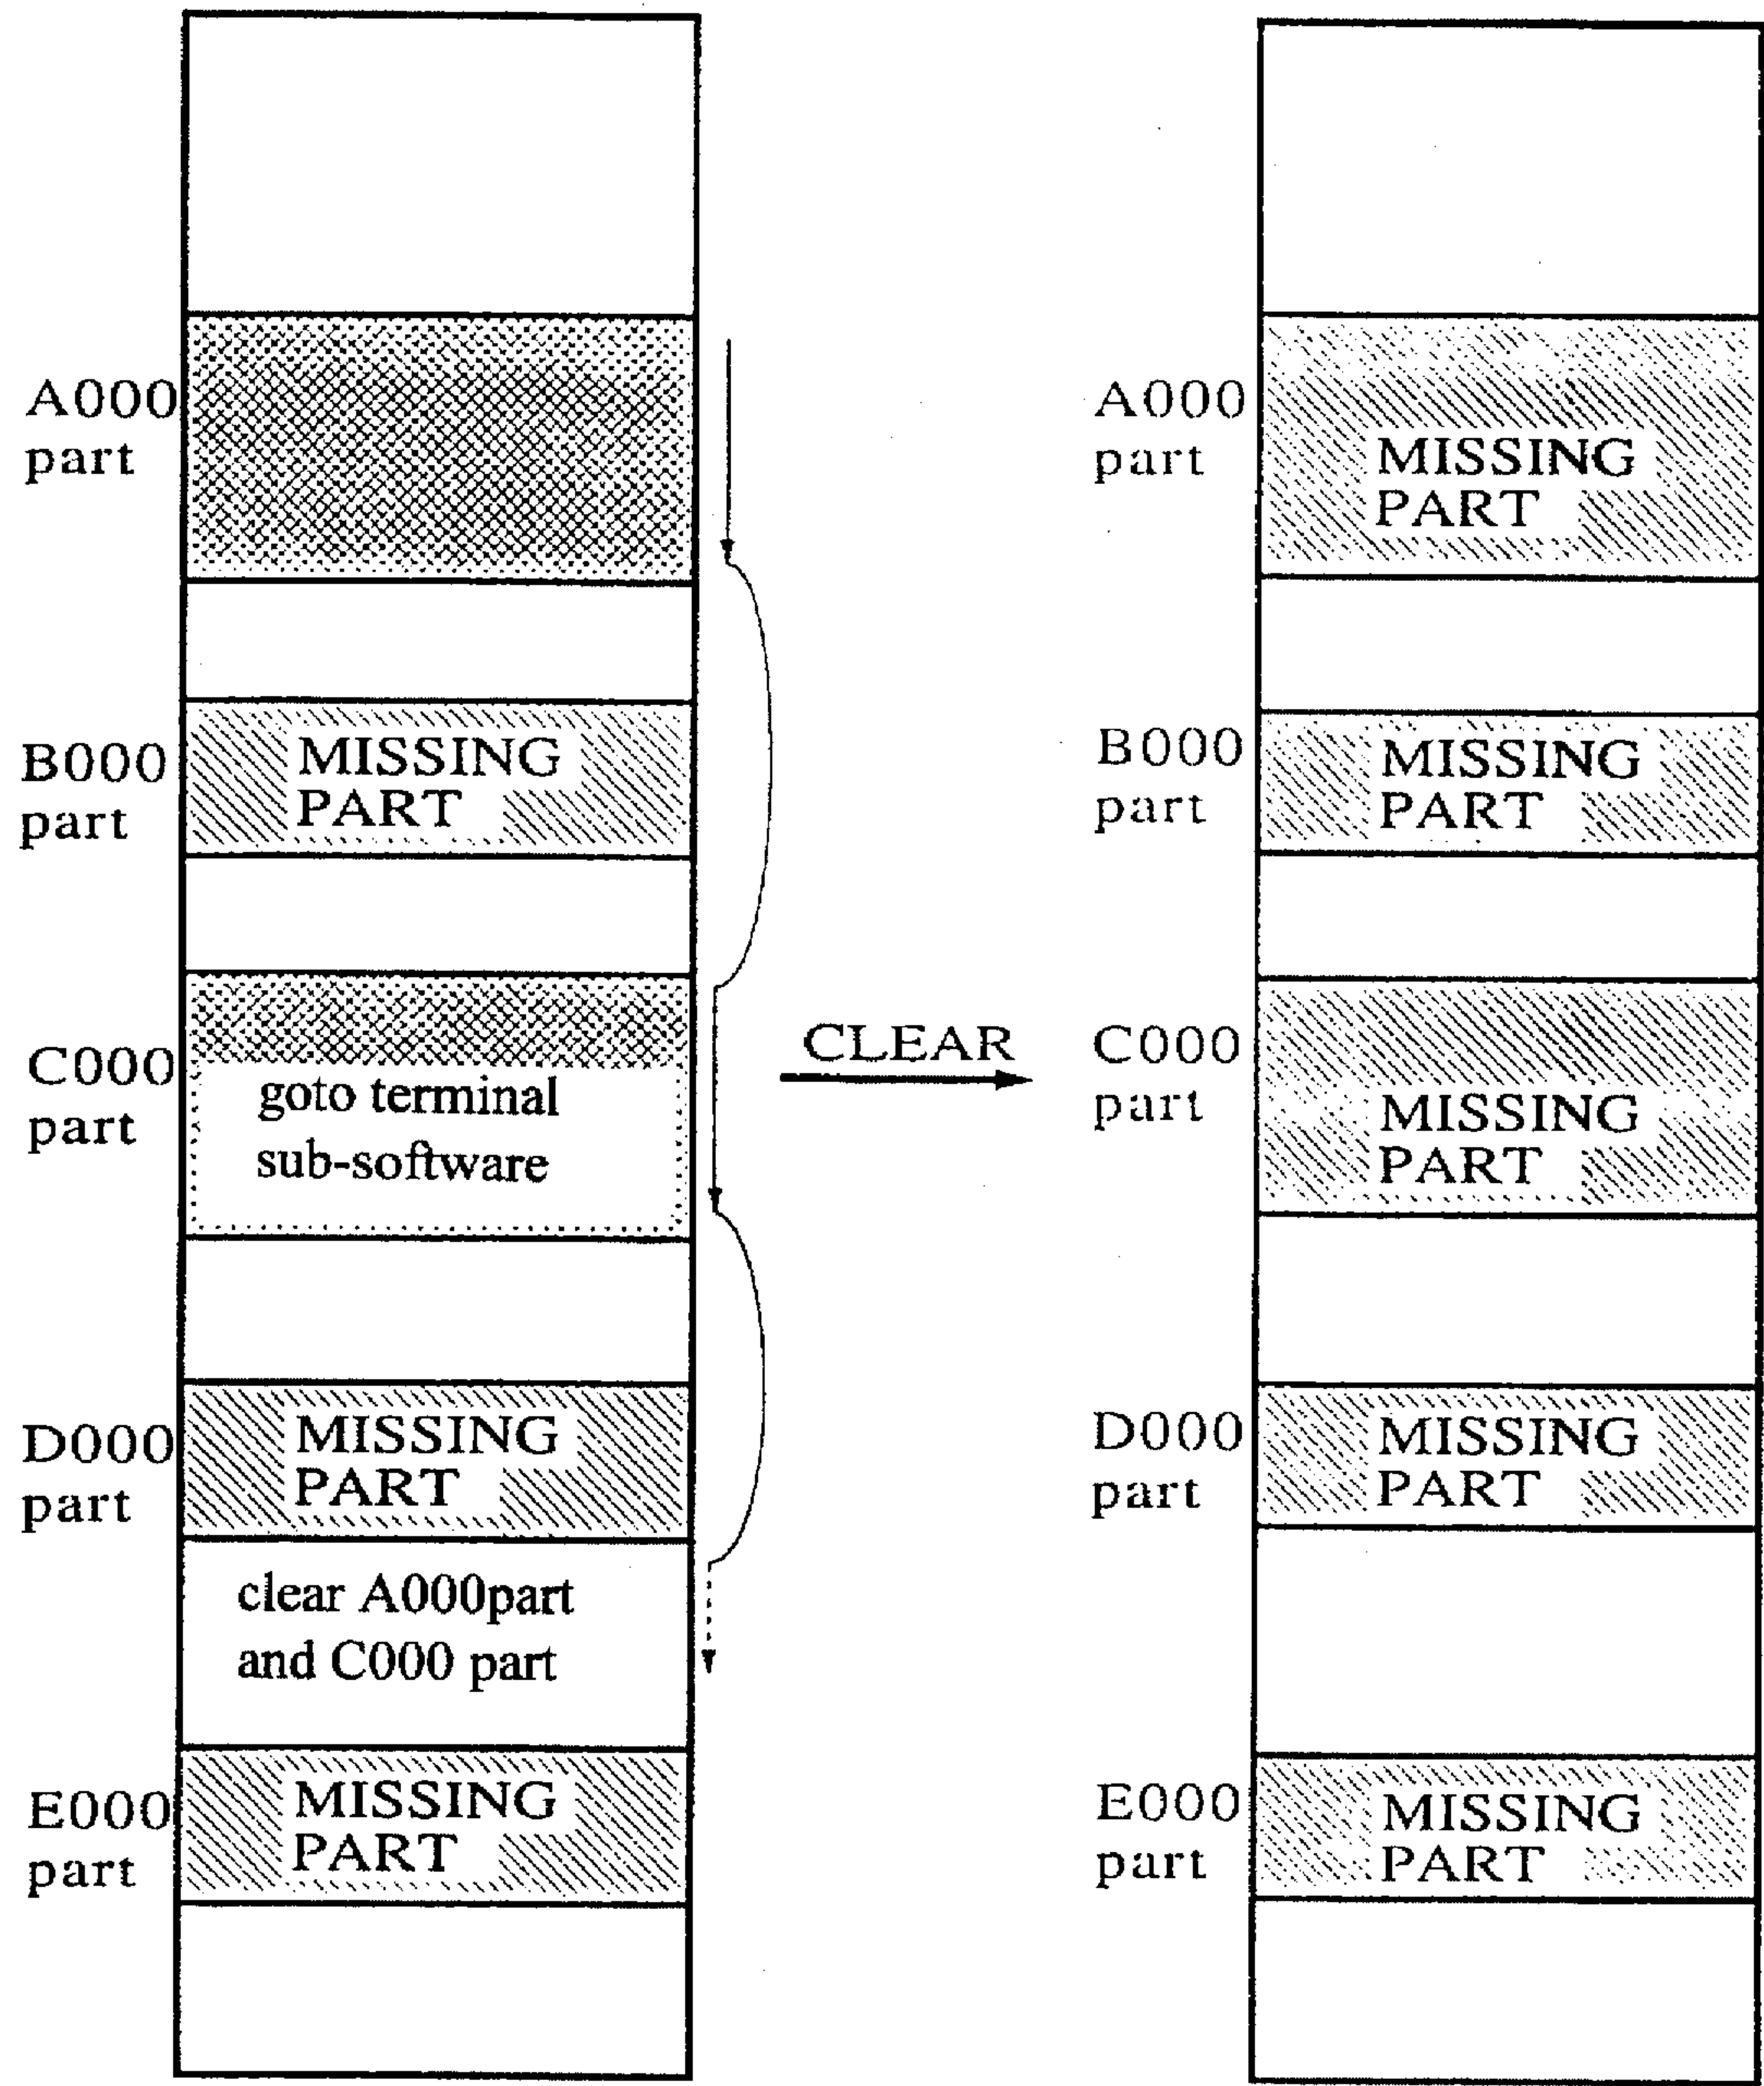 A000
part
B000
part
MISSING
PART
C000
part
goto terminal
sub-software
D000
part
MISSING
PART
clear A000part
and C000 part
E000
part
MISSING
PART
CLEAR
A000
part
MISSING
PART
B000
part
MISSING
PART
C000
part
MISSING
PART
D000
part
MISSING
PART
E000
part
MISSING
PART